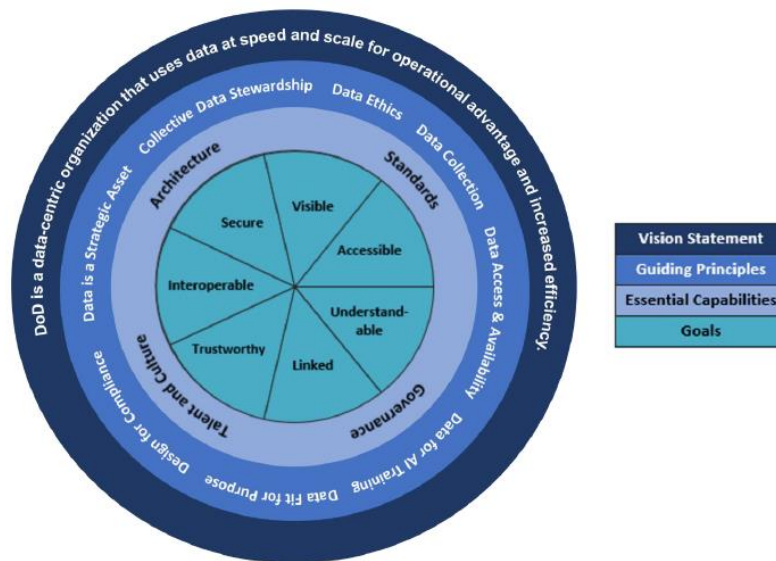 DoD is a data-centric organization that uses data at speed and scale for operational advantage and increased efficiency.
Data is a Strategic Asset
Collective Data Stewardship
Data Ethics
Data Collection
Data Access & Availability
Data for AI Training
Data Fit for Purpose
Design for Compliance
Architecture
Standards
Governance
Talent and Culture
Visible
Accessible
Understand-
able
Linked
Trustworthy
Interoperable
Secure
Vision Statement
Guiding Principles
Essential Capabilities
Goals